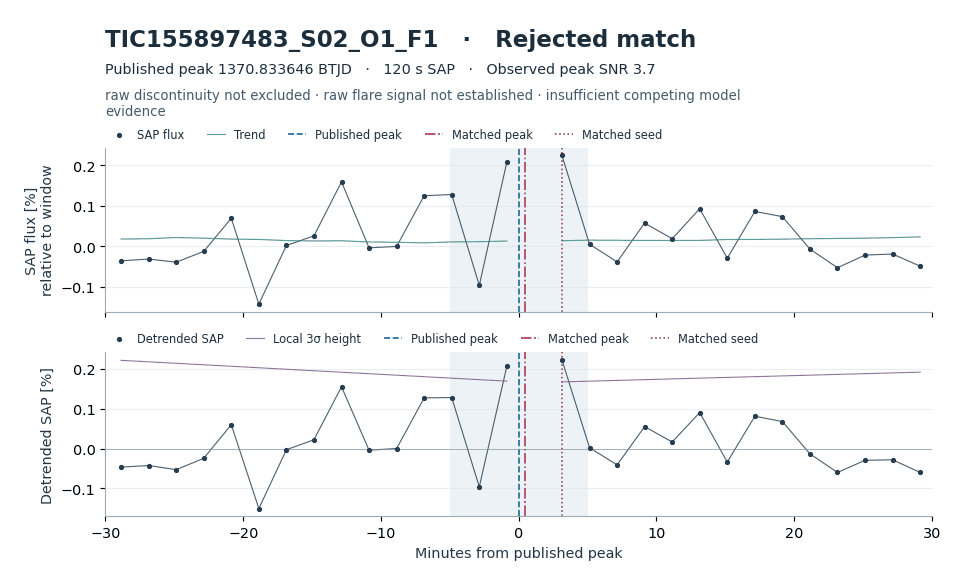 TIC155897483_S02_O1_F1 · Rejected match
Published peak 1370.833646 BTJD · 120 s SAP · Observed peak SNR 3.7
raw discontinuity not excluded · raw flare signal not established · insufficient competing model
evidence
SAP flux Trend Published peak Matched peak Matched seed
SAP flux [%]
relative to window
0.2
0.1
0.0
−0.1
Detrended SAP Local 3σ height Published peak Matched peak Matched seed
Detrended SAP [%]
0.2
0.1
0.0
−0.1
−30 −20 −10 0 10 20 30
Minutes from published peak